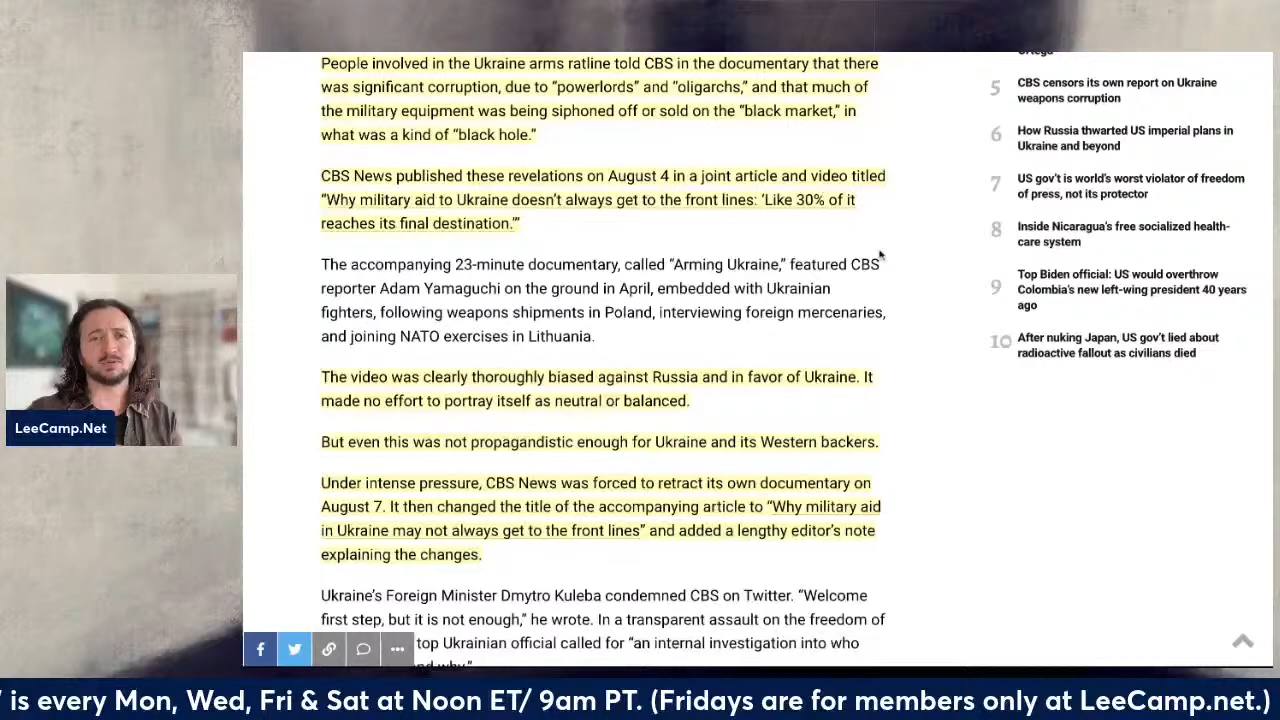 People involved in the Ukraine arms ratline told CBS in the documentary that there
was significant corruption, due to “powerlords” and “oligarchs,” and that much of
the military equipment was being siphoned off or sold on the “black market,” in
what was a kind of “black hole.”
CBS News published these revelations on August 4 in a joint article and video titled
“Why military aid to Ukraine doesn’t always get to the front lines: ‘Like 30% of it
reaches its final destination.’”
The accompanying 23-minute documentary, called “Arming Ukraine,” featured CBS
reporter Adam Yamaguchi on the ground in April, embedded with Ukrainian
fighters, following weapons shipments in Poland, interviewing foreign mercenaries,
and joining NATO exercises in Lithuania.
The video was clearly thoroughly biased against Russia and in favor of Ukraine. It
made no effort to portray itself as neutral or balanced.
But even this was not propagandistic enough for Ukraine and its Western backers.
Under intense pressure, CBS News was forced to retract its own documentary on
August 7. It then changed the title of the accompanying article to “Why military aid
in Ukraine may not always get to the front lines” and added a lengthy editor’s note
explaining the changes.
Ukraine’s Foreign Minister Dmytro Kuleba condemned CBS on Twitter. “Welcome
first step, but it is not enough,” he wrote. In a transparent assault on the freedom of
top Ukrainian official called for “an internal investigation into who
5
CBS censors its own report on Ukraine
weapons corruption
6
How Russia thwarted US imperial plans in
Ukraine and beyond
7
US gov’t is world’s worst violator of freedom
of press, not its protector
8
Inside Nicaragua’s free socialized health-
care system
9
Top Biden official: US would overthrow
Colombia’s new left-wing president 40 years
ago
10
After nuking Japan, US gov’t lied about
radioactive fallout as civilians died
LeeCamp.Net
is every Mon, Wed, Fri & Sat at Noon ET/ 9am PT. (Fridays are for members only at LeeCamp.net.)